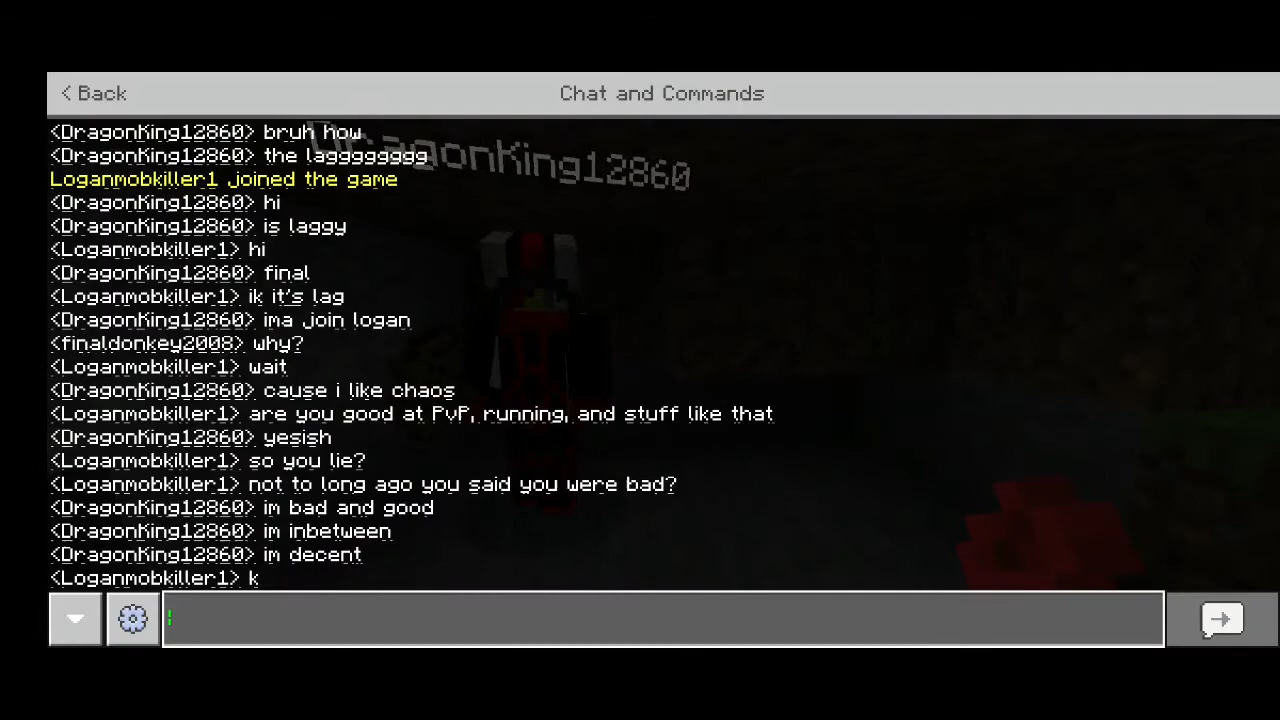 < Back
Chat and Commands
<DragonKing12860> bruh how
<DragonKing12860> the laggggggggg
DragonKing12860
Loganmobkiller1 joined the game
<DragonKing12860> hi
<DragonKing12860> is laggy
<Loganmobkiller1> hi
<DragonKing12860> final
<Loganmobkiller1> ik it's lag
<DragonKing12860> ima join logan
<finaldonkey2008> why?
<Loganmobkiller1> wait
<DragonKing12860> cause i like chaos
<Loganmobkiller1> are you good at PvP, running, and stuff like that
<DragonKing12860> yesish
<Loganmobkiller1> so you lie?
<Loganmobkiller1> not to long ago you said you were bad?
<DragonKing12860> im bad and good
<DragonKing12860> im inbetween
<DragonKing12860> im decent
<Loganmobkiller1> k